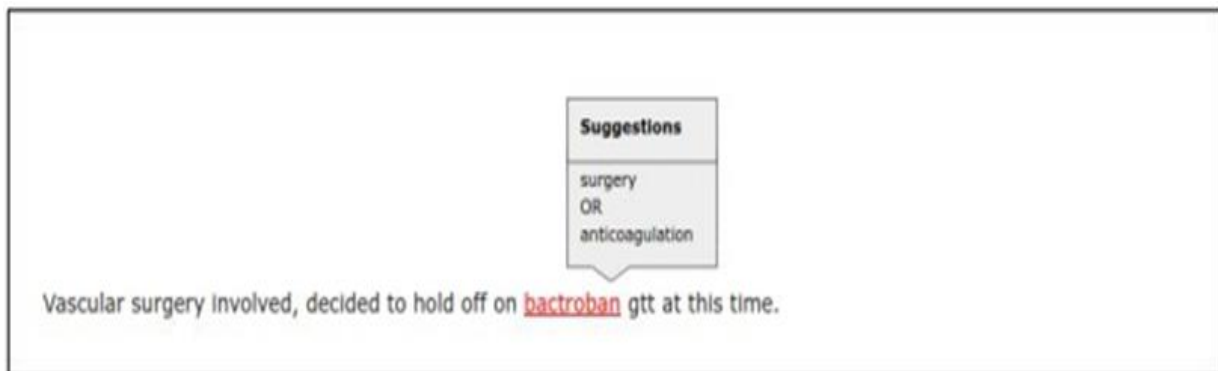 Suggestions
surgery
OR
anticoagulation
Vascular surgery involved, decided to hold off on bactroban gtt at this time.